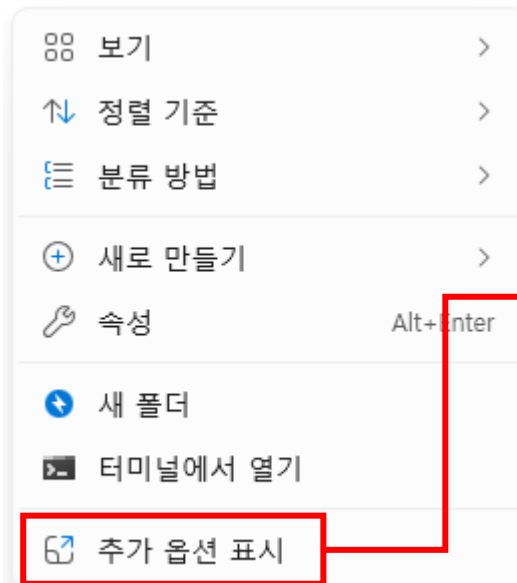 보기
정렬 기준
분류 방법
새로 만들기
속성 Alt+Enter
새 폴더
터미널에서 열기
추가 옵션 표시